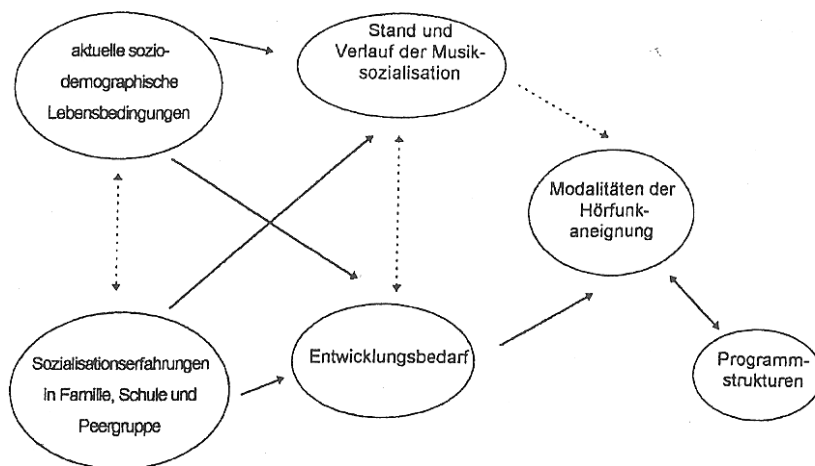 aktuelle sozio-
demographische
Lebensbedingungen
Stand und
Verlauf der Musik-
sozialisation
Modalitäten der
Hörfunk-
aneignung
Sozialisationserfahrungen
in Familie, Schule und
Peergruppe
Entwicklungsbedarf
Programm-
strukturen